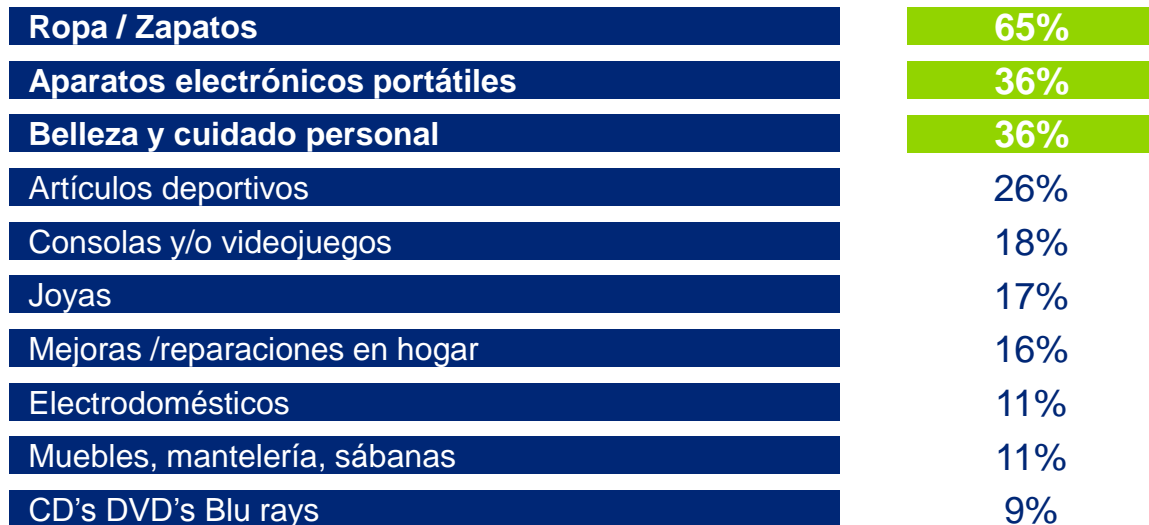 Ropa / Zapatos 65%
Aparatos electrónicos portátiles 36%
Belleza y cuidado personal 36%
Artículos deportivos 26%
Consolas y/o videojuegos 18%
Joyas 17%
Mejoras /reparaciones en hogar 16%
Electrodomésticos 11%
Muebles, mantelería, sábanas 11%
CD’s DVD’s Blu rays 9%